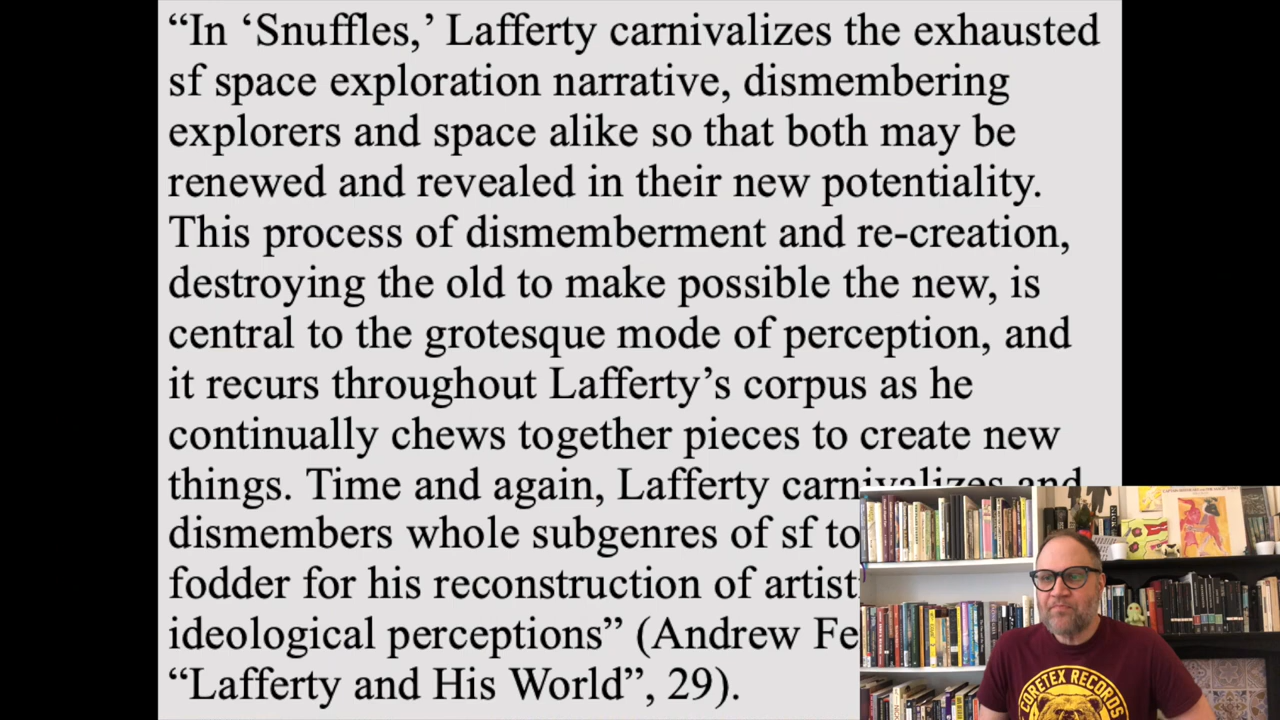 “In ‘Snuffles,’ Lafferty carnivalizes the exhausted
sf space exploration narrative, dismembering
explorers and space alike so that both may be
renewed and revealed in their new potentiality.
This process of dismemberment and re-creation,
destroying the old to make possible the new, is
central to the grotesque mode of perception, and
it recurs throughout Lafferty’s corpus as he
continually chews together pieces to create new
things. Time and again, Lafferty carnivalizes and
dismembers whole subgenres of sf to
fodder for his reconstruction of
ideological perceptions” (Andrew
“Lafferty and His World”, 29).
CORETEX RECORDS